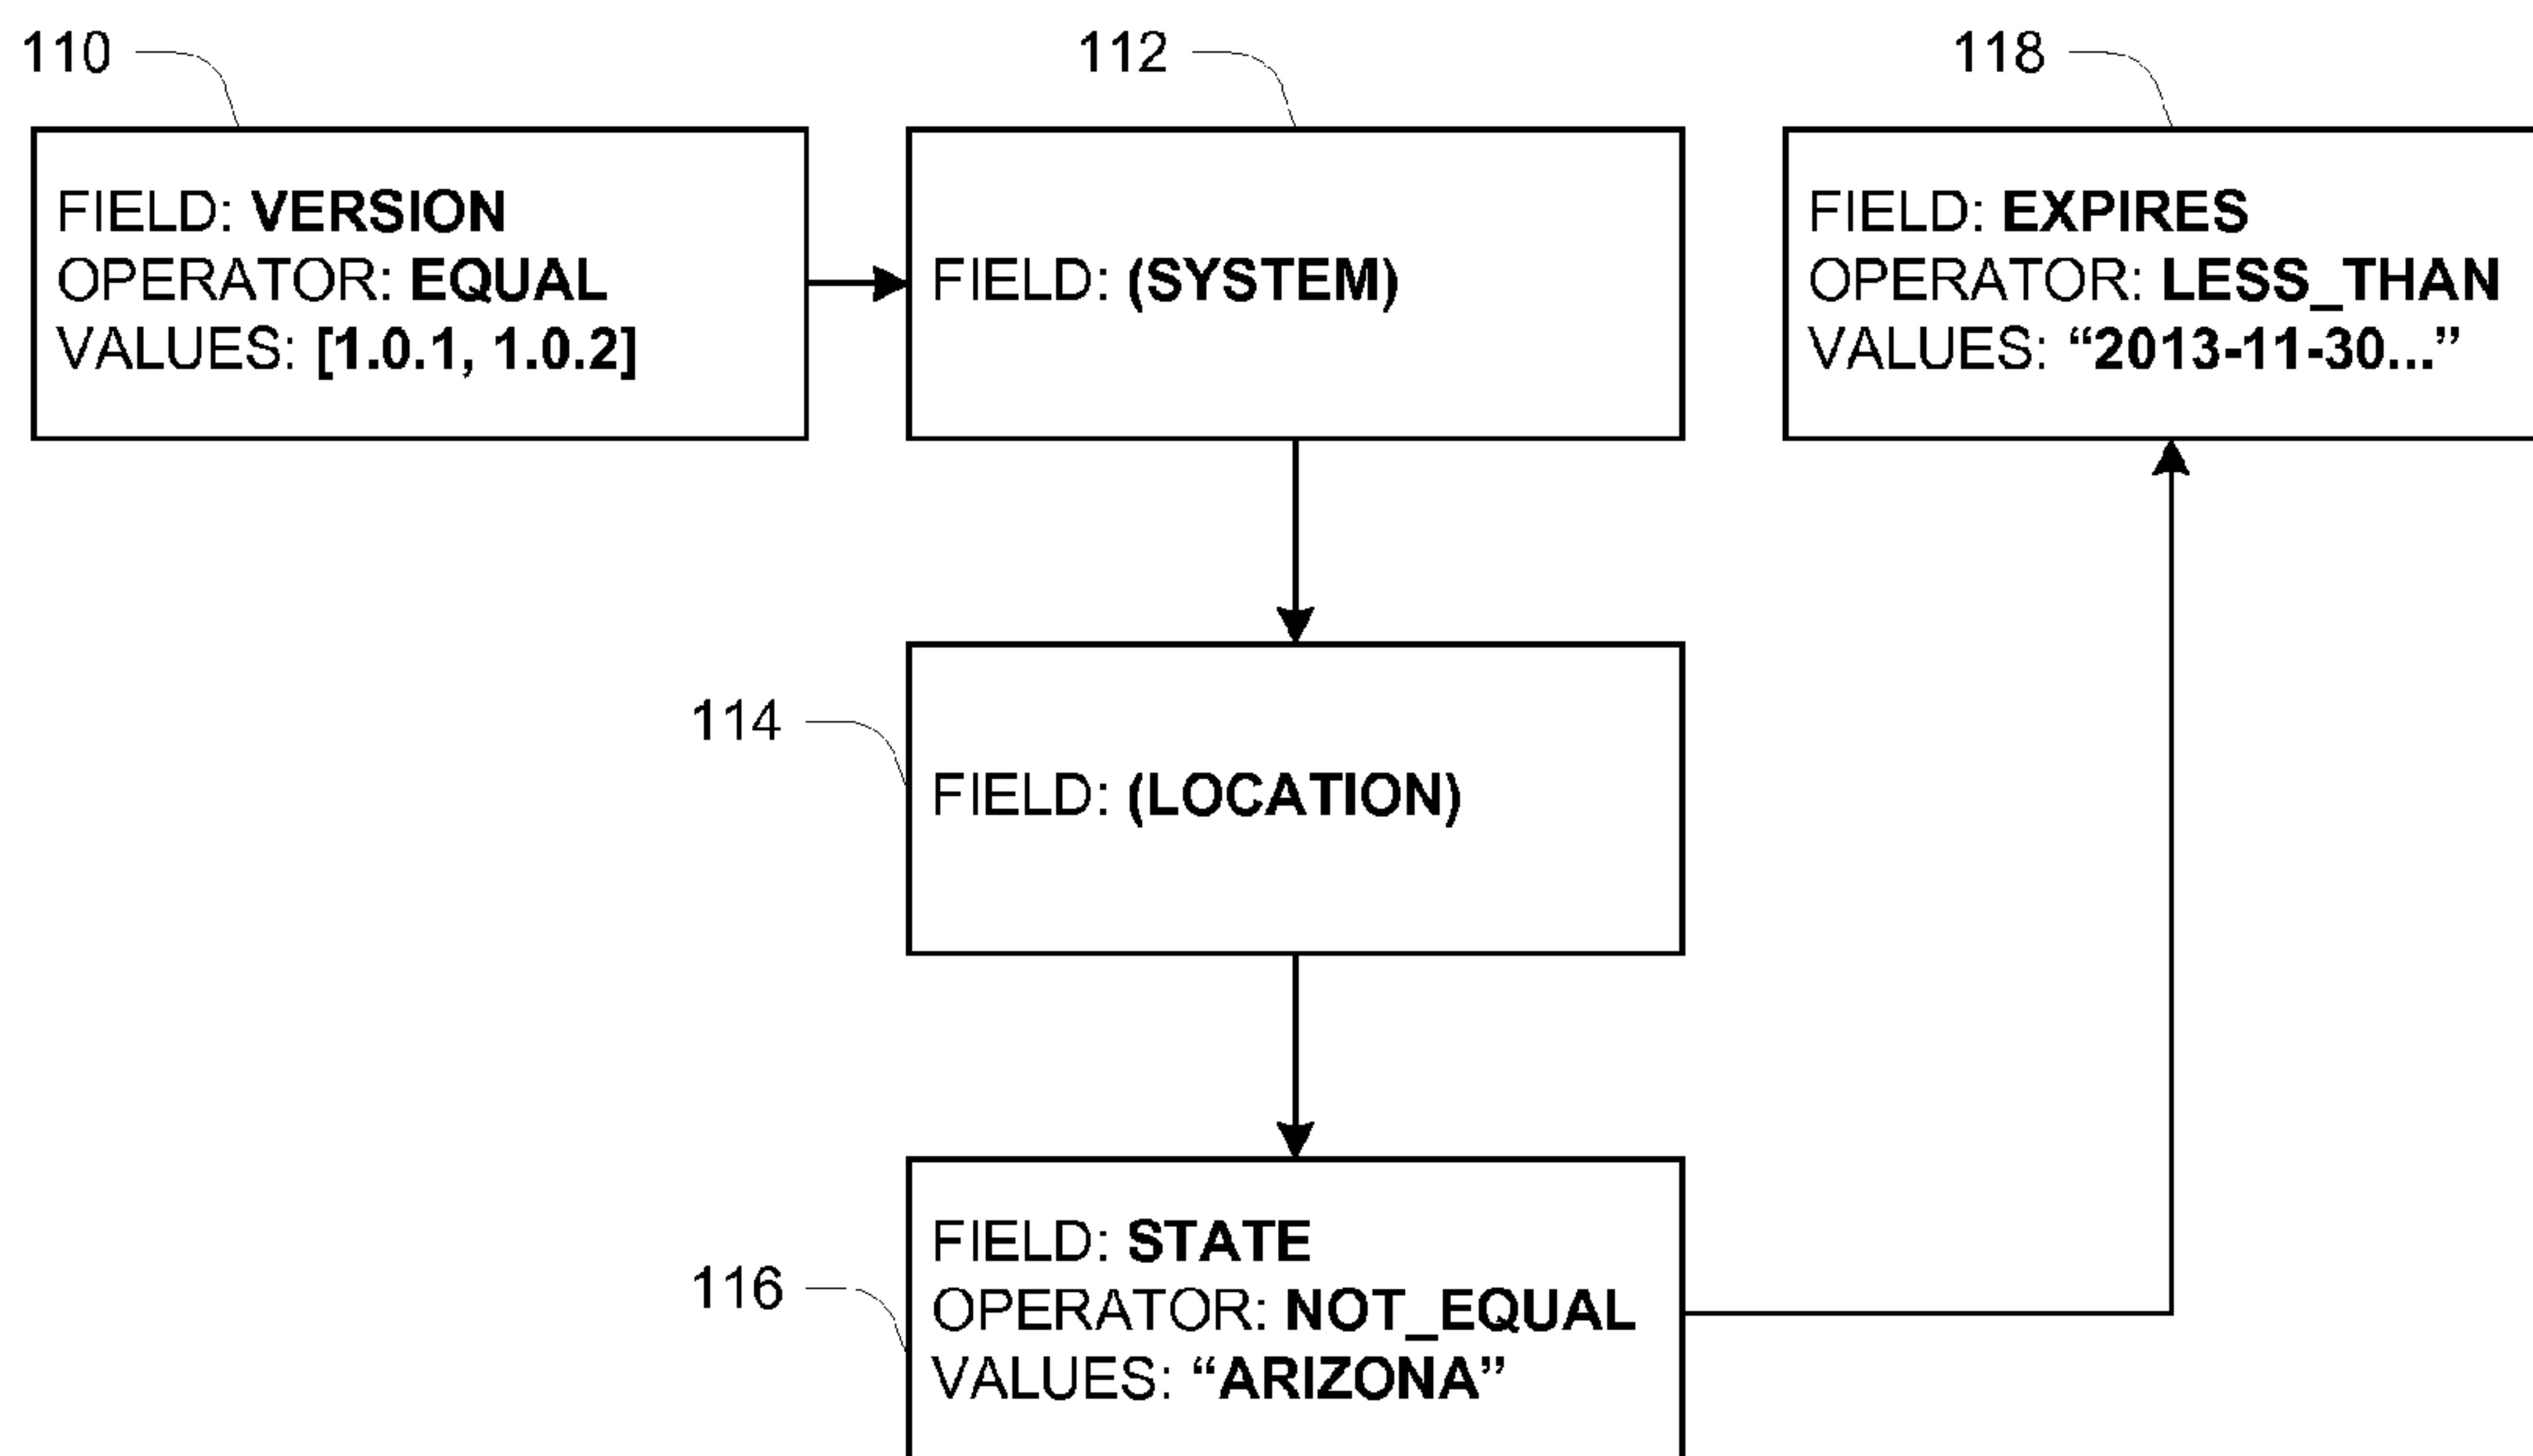 110
112
118
FIELD: VERSION
OPERATOR: EQUAL
VALUES: [1.0.1, 1.0.2]
FIELD: (SYSTEM)
FIELD: EXPIRES
OPERATOR: LESS_THAN
VALUES: “2013-11-30...”
114
FIELD: (LOCATION)
116
FIELD: STATE
OPERATOR: NOT_EQUAL
VALUES: “ARIZONA”